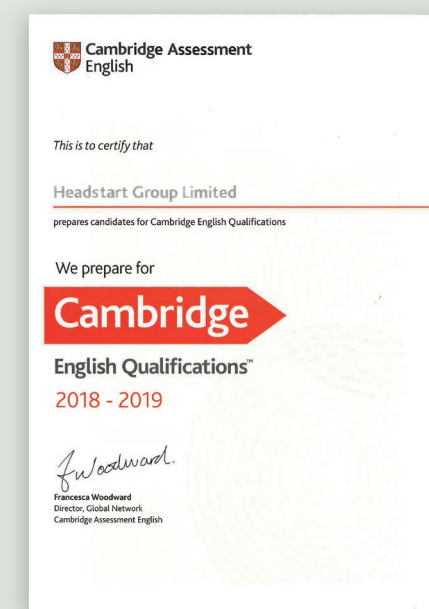 Cambridge Assessment
English
This is to certify that
Headstart Group Limited
prepares candidates for Cambridge English Qualifications
We prepare for
Cambridge
English Qualifications™
2018 - 2019
F Woodward.
Francesca Woodward
Director, Global Network
Cambridge Assessment English